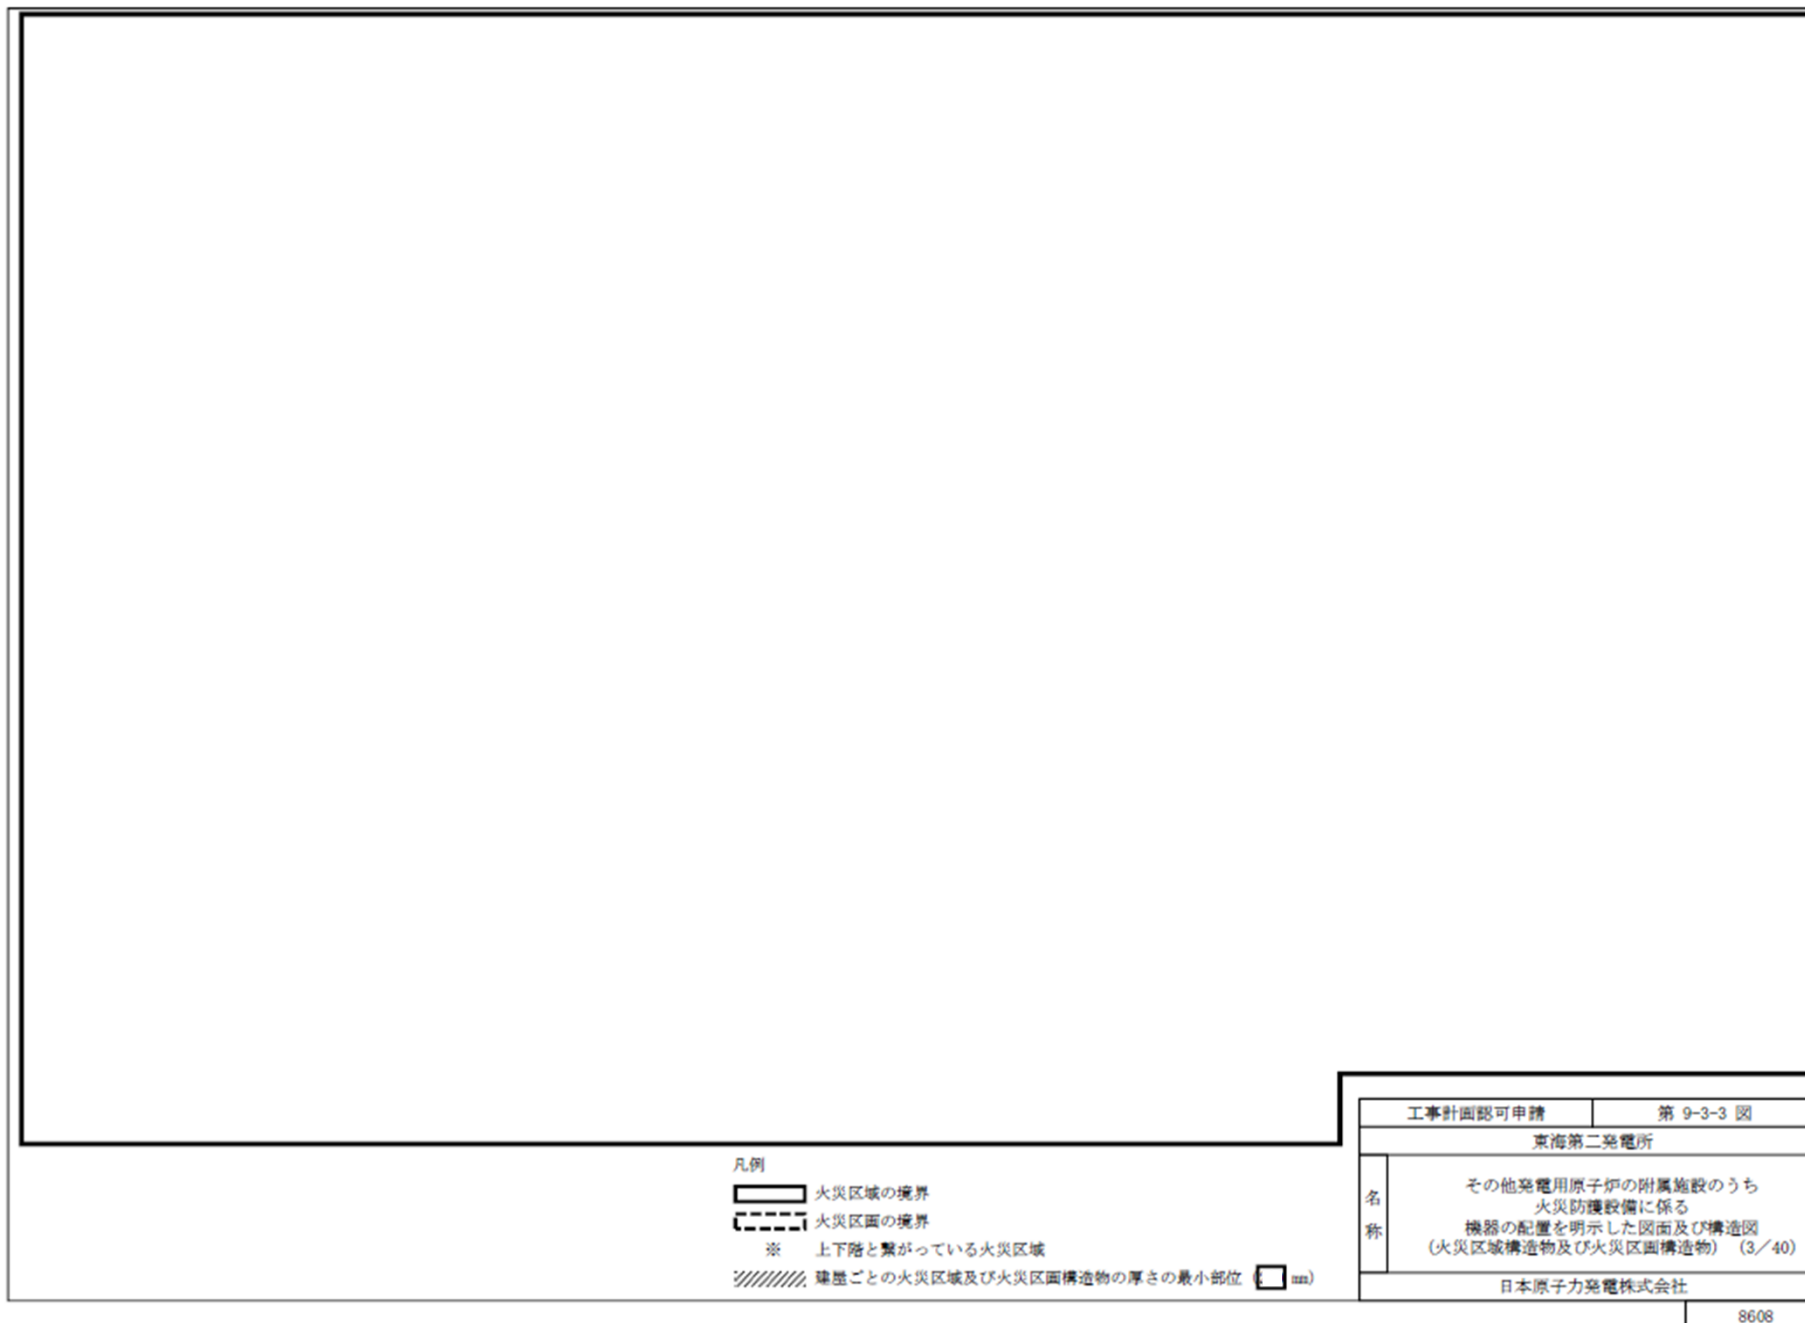 工事計画認可申請 第 9-3-3 図
東海第二発電所
名称
その他発電用原子炉の附属施設のうち
火災防護設備に係る
機器の配置を明示した図面及び構造図
(火災区域構造物及び火災区画構造物) (3/40)
日本原子力発電株式会社
8608
凡例
火災区域の境界
火災区画の境界
※ 上下階と繋がっている火災区域
建屋ごとの火災区域及び火災区画構造物の厚さの最小部位 ( mm)